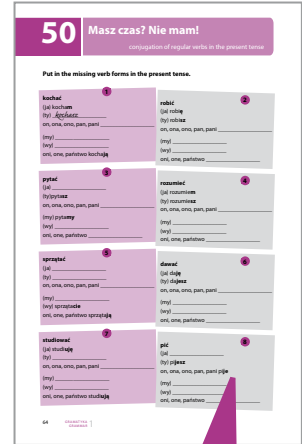 50
Masz czas? Nie mam!
conjugation of regular verbs in the present tense
Put in the missing verb forms in the present tense.
1
kochać
(ja) kocham
(ty) kochasz
on, ona, ono, pan, pani
(my)
(wy)
oni, one, państwo kochają
2
robić
(ja) robię
(ty) robisz
on, ona, ono, pan, pani
(my)
(wy)
oni, one, państwo
3
pytać
(ja)
(ty)pytasz
on, ona, ono, pan, pani
(my) pytamy
(wy)
oni, one, państwo
4
rozumieć
(ja) rozumiem
(ty) rozumiesz
on, ona, ono, pan, pani
(my)
(wy)
oni, one, państwo
5
sprzątać
(ja)
(ty)
on, ona, ono, pan, pani
(my)
(wy) sprzątacie
oni, one, państwo sprzątają
6
dawać
(ja) daję
(ty) dajesz
on, ona, ono, pan, pani
(my)
(wy)
oni, one, państwo
7
studiować
(ja) studiuję
(ty)
on, ona, ono, pan, pani
(my)
(wy)
oni, one, państwo studiują
8
pić
(ja)
(ty) pijesz
on, ona, ono, pan, pani pije
(my)
(wy)
oni, one, państwo
64
GRAMATYKA